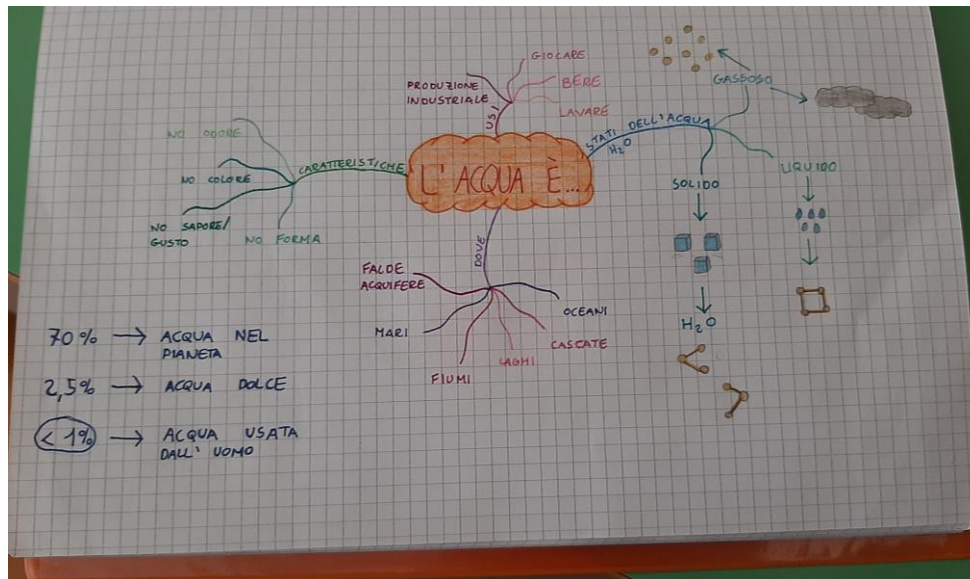 GIOCARE
PRODUZIONE
INDUSTRIALE
BERE
LAVARE
USI
GASSOSO
STATI DELL'ACQUA
H₂O
NO ODORE
NO COLORE
CARATTERISTICHE
L'ACQUA È...
SOLIDO
LIQUIDO
NO SAPORE/
GUSTO
NO FORMA
DOVE
FALDE
ACQUIFERE
OCEANI
MARI
CASCATE
LAGHI
FIUMI
H₂O
70% → ACQUA NEL
PIANETA
2,5% → ACQUA DOLCE
< 1% → ACQUA USATA
DALL' UOMO